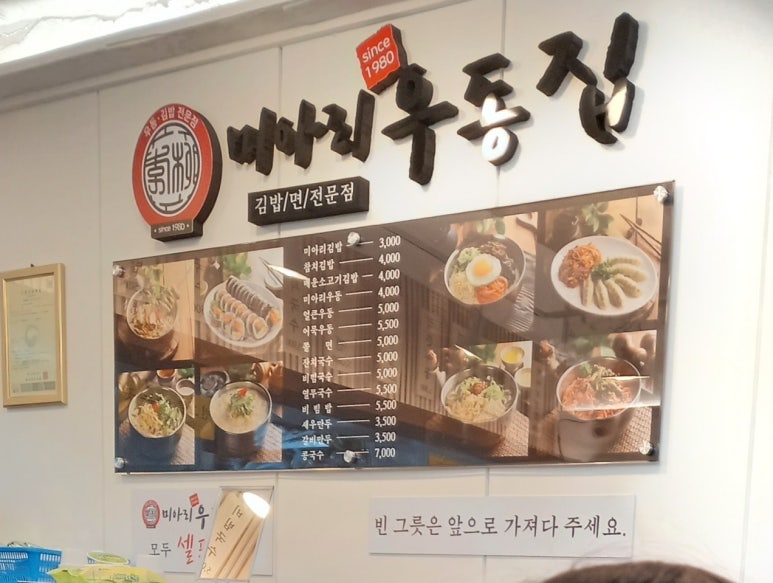 since
1980
우동·김밥 전문점
since 1980
미아리우동집
김밥/면/전문점
미아리김밥 3,000
참치김밥 4,000
매운소고기김밥 4,000
미아리우동 4,000
얼큰우동 5,000
어묵우동 5,500
쫄 면 5,000
잔치국수 5,000
비빔국수 5,000
열무국수 5,500
비 빔 밥 5,500
새우만두 3,500
갈비만두 3,500
콩국수 7,000
미아리우
모두 셀
빈 그릇은 앞으로 가져다 주세요.